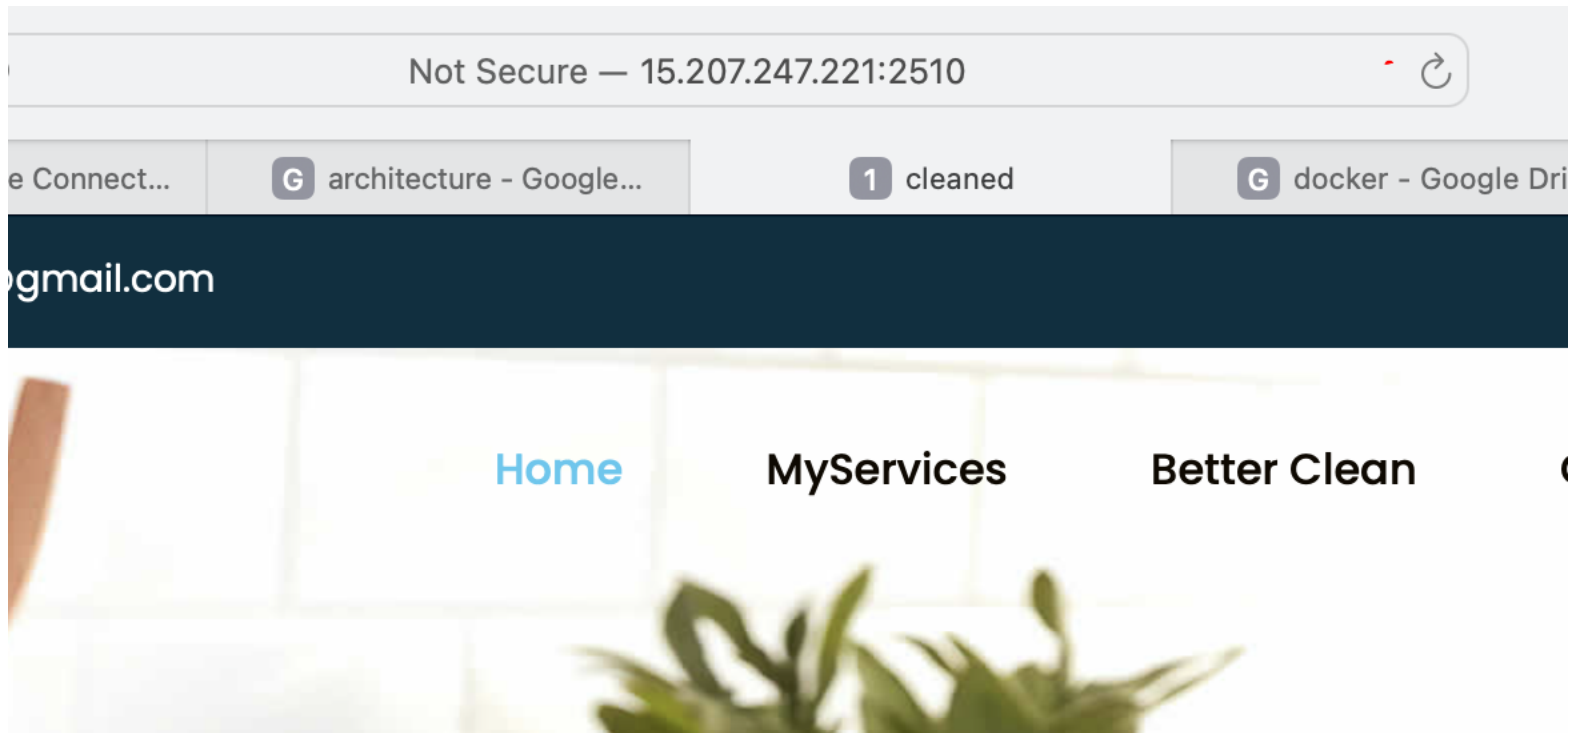 Not Secure — 15.207.247.221:2510
e Connect... G architecture - Google... 1 cleaned G docker - Google Dri
gmail.com
Home MyServices Better Clean